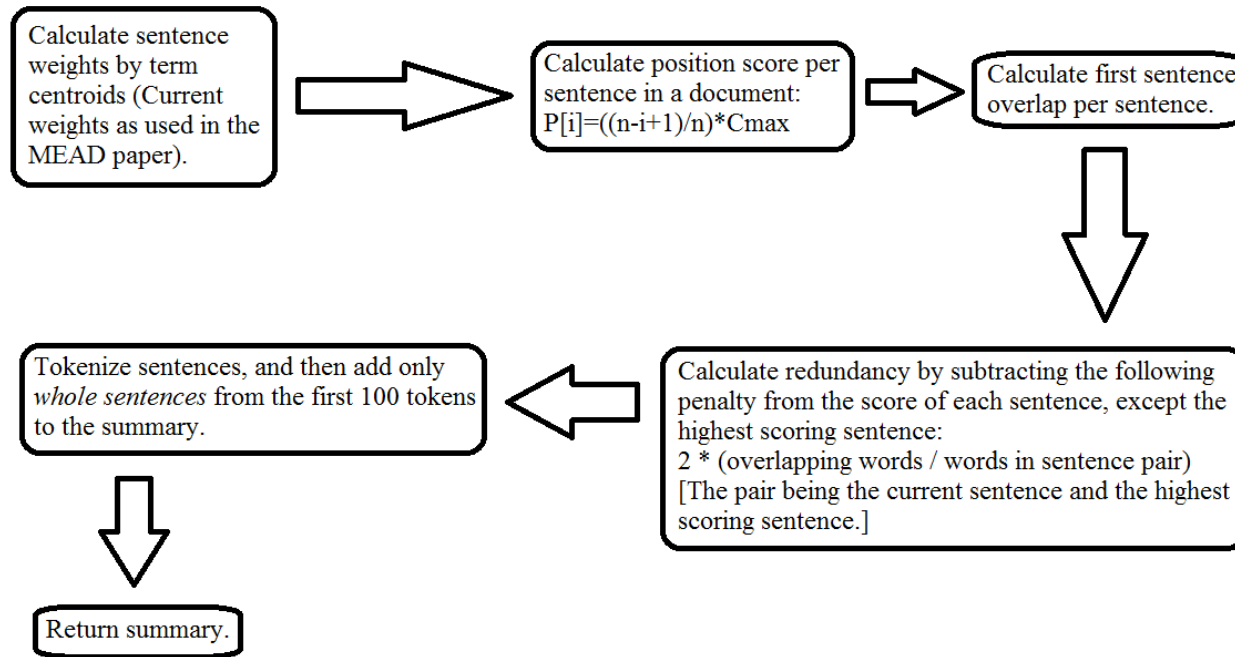 Calculate sentence
weights by term
centroids (Current
weights as used in the
MEAD paper).
Calculate position score per
sentence in a document:
P[i]=((n-i+1)/n)*Cmax
Calculate first sentence
overlap per sentence.
Calculate redundancy by subtracting the following
penalty from the score of each sentence, except the
highest scoring sentence:
2 * (overlapping words / words in sentence pair)
[The pair being the current sentence and the highest
scoring sentence.]
Tokenize sentences, and then add only
whole sentences from the first 100 tokens
to the summary.
Return summary.